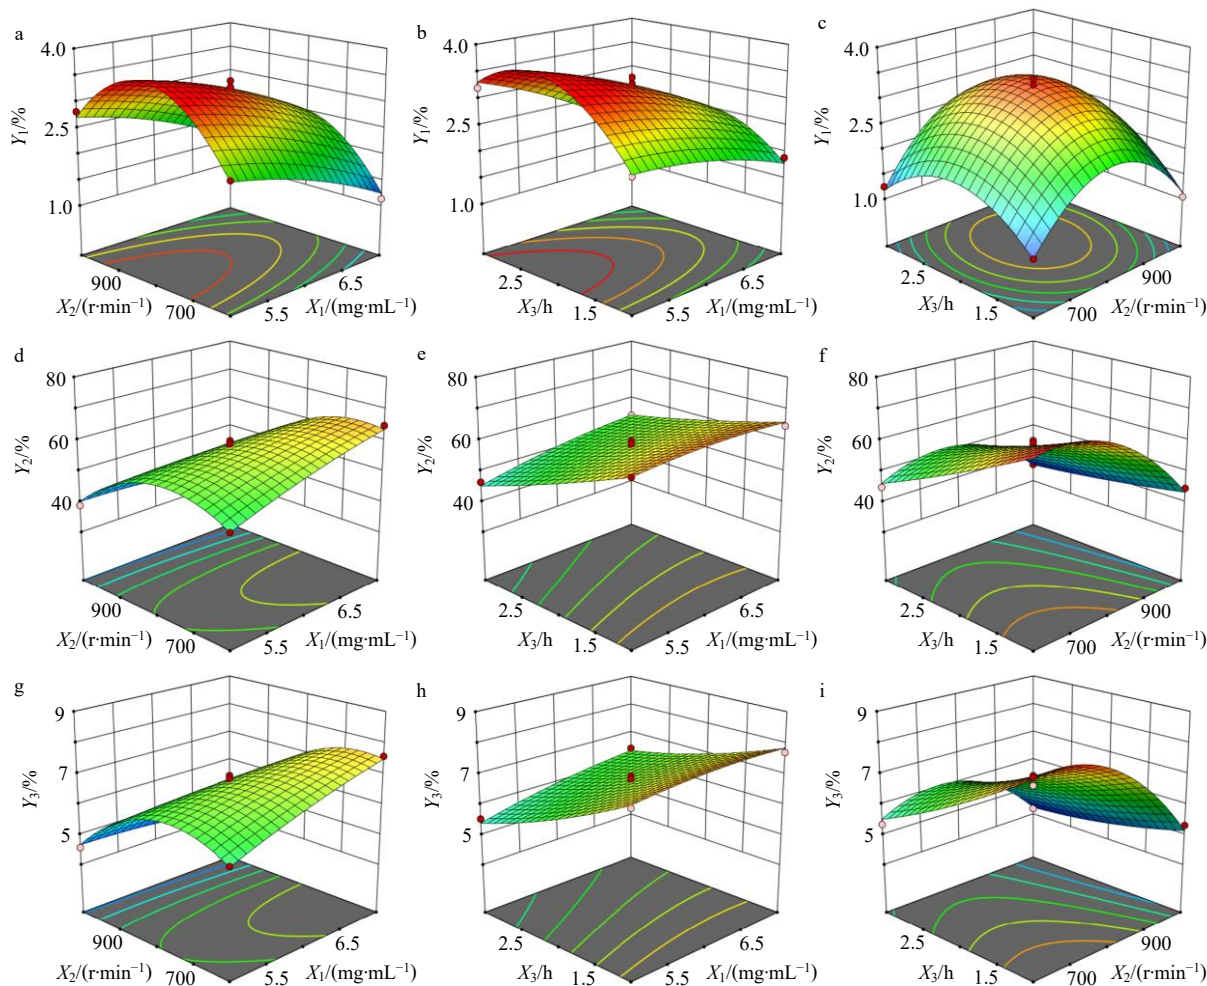 a
4.0
2.5
1.0
Y₁/%
900
700
X₂/(r·min⁻¹)
6.5
5.5
X₁/(mg·mL⁻¹)
b
4.0
2.5
1.0
Y₁/%
2.5
1.5
X₃/h
6.5
5.5
X₁/(mg·mL⁻¹)
c
4.0
2.5
1.0
Y₁/%
2.5
1.5
X₃/h
900
700
X₂/(r·min⁻¹)
d
80
60
40
Y₂/%
900
700
X₂/(r·min⁻¹)
6.5
5.5
X₁/(mg·mL⁻¹)
e
80
60
40
Y₂/%
2.5
1.5
X₃/h
6.5
5.5
X₁/(mg·mL⁻¹)
f
80
60
40
Y₂/%
2.5
1.5
X₃/h
900
700
X₂/(r·min⁻¹)
g
9
7
5
Y₃/%
900
700
X₂/(r·min⁻¹)
6.5
5.5
X₁/(mg·mL⁻¹)
h
9
7
5
Y₃/%
2.5
1.5
X₃/h
6.5
5.5
X₁/(mg·mL⁻¹)
i
9
7
5
Y₃/%
2.5
1.5
X₃/h
900
700
X₂/(r·min⁻¹)